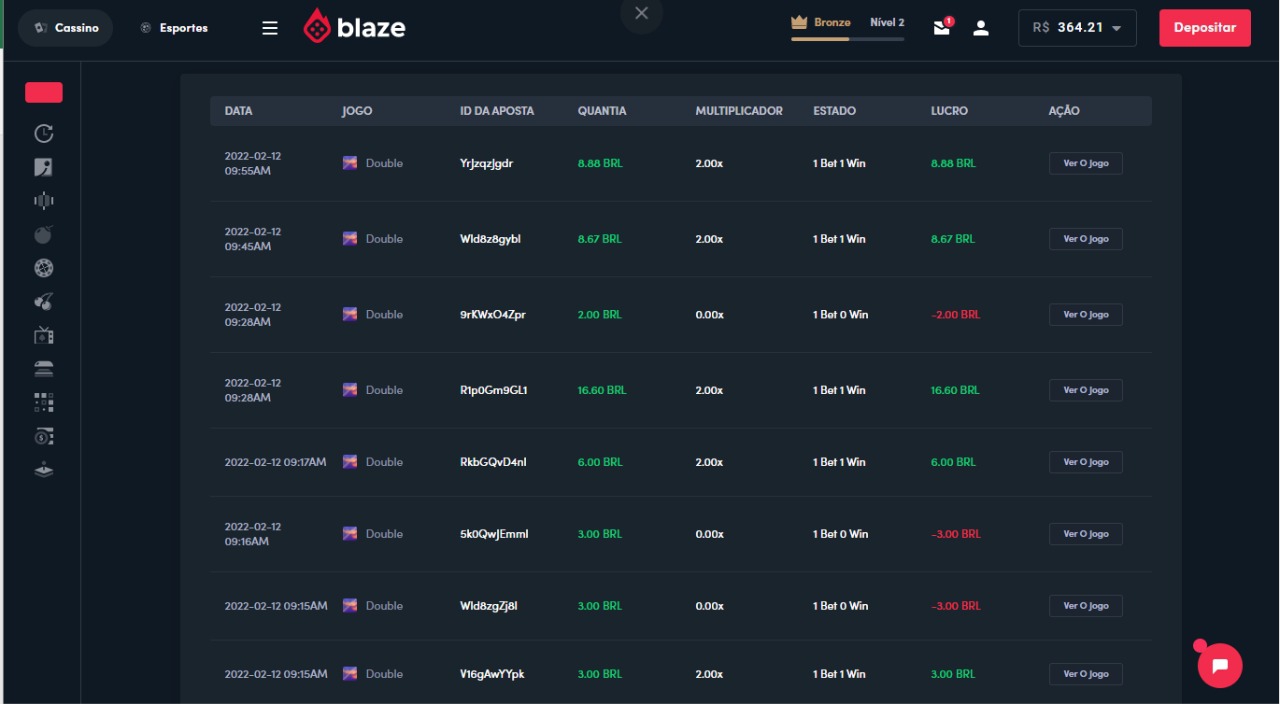 Cassino Esportes blaze Bronze Nível 2 1 R$ 364.21 Depositar
DATA JOGO ID DA APOSTA QUANTIA MULTIPLICADOR ESTADO LUCRO AÇÃO
2022-02-12
09:55AM Double YrJzqzJgdr 8.88 BRL 2.00x 1 Bet 1 Win 8.88 BRL Ver O Jogo
2022-02-12
09:45AM Double Wld8z8gybl 8.67 BRL 2.00x 1 Bet 1 Win 8.67 BRL Ver O Jogo
2022-02-12
09:28AM Double 9rKWxO4Zpr 2.00 BRL 0.00x 1 Bet 0 Win -2.00 BRL Ver O Jogo
2022-02-12
09:28AM Double R1p0Gm9GL1 16.60 BRL 2.00x 1 Bet 1 Win 16.60 BRL Ver O Jogo
2022-02-12 09:17AM Double RkbGQvD4nl 6.00 BRL 2.00x 1 Bet 1 Win 6.00 BRL Ver O Jogo
2022-02-12
09:16AM Double 5k0QwJEmml 3.00 BRL 0.00x 1 Bet 0 Win -3.00 BRL Ver O Jogo
2022-02-12 09:15AM Double Wld8zgZj8l 3.00 BRL 0.00x 1 Bet 0 Win -3.00 BRL Ver O Jogo
2022-02-12 09:15AM Double V16gAwYYpk 3.00 BRL 2.00x 1 Bet 1 Win 3.00 BRL Ver O Jogo